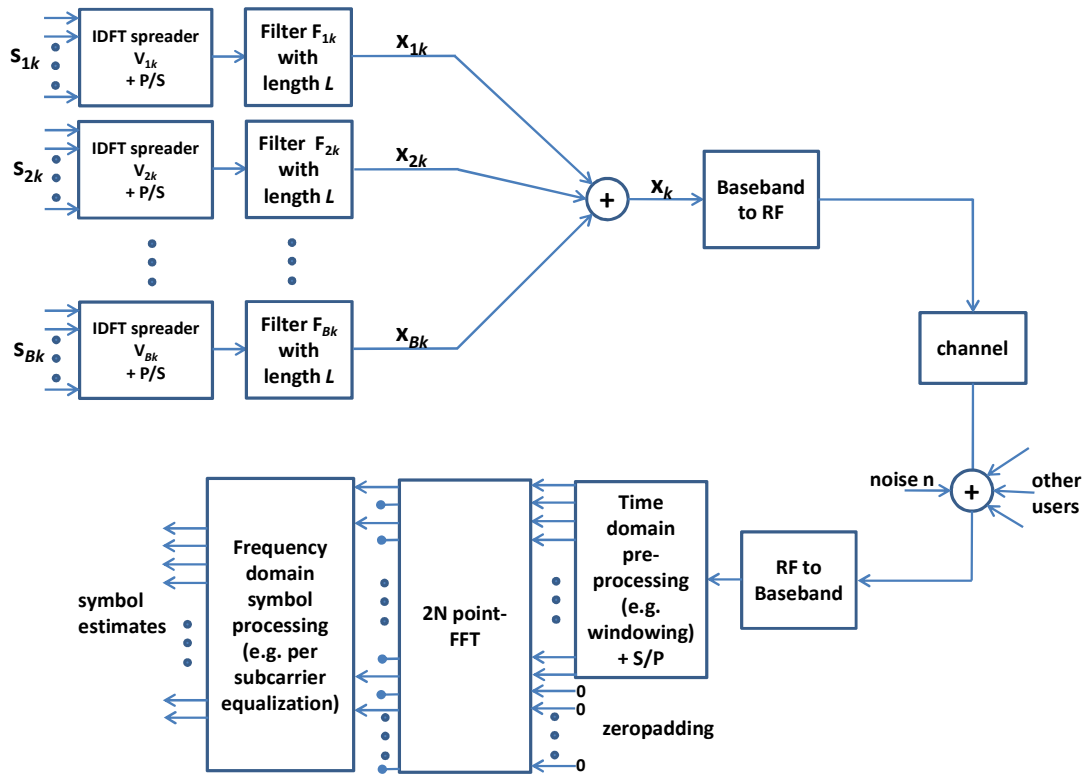 S1k
IDFT spreader
V1k
+ P/S
Filter F1k
with
length L
x1k
S2k
IDFT spreader
V2k
+ P/S
Filter F2k
with
length L
x2k
SBk
IDFT spreader
VBk
+ P/S
Filter FBk
with
length L
xBk
+
xk
Baseband
to RF
channel
noise n
+
other
users
RF to
Baseband
Time
domain
pre-
processing
(e.g.
windowing)
+ S/P
0
0
0
zeropadding
2N point-
FFT
Frequency
domain
symbol
processing
(e.g. per
subcarrier
equalization)
symbol
estimates